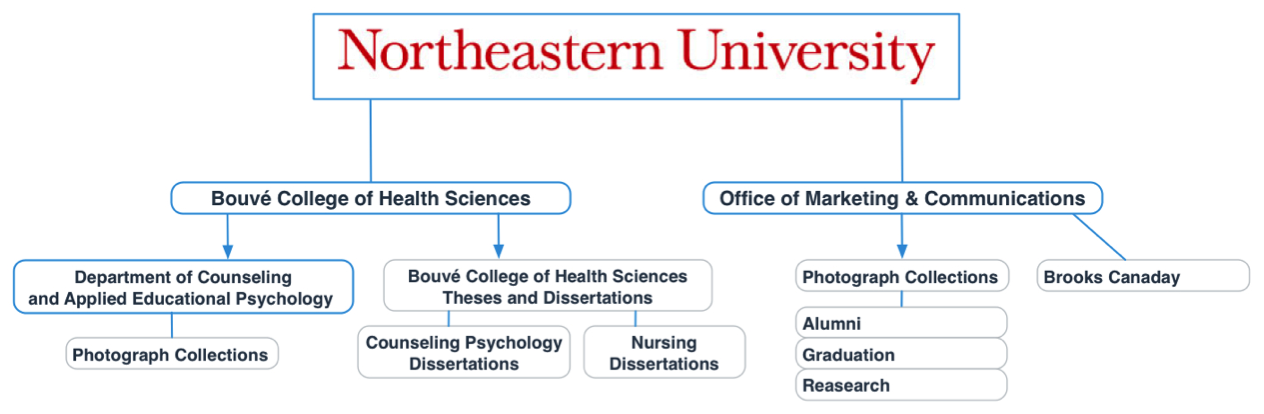 Northeastern University
Bouvé College of Health Sciences
Office of Marketing & Communications
Department of Counseling
and Applied Educational Psychology
Photograph Collections
Bouvé College of Health Sciences
Theses and Dissertations
Counseling Psychology
Dissertations
Nursing
Dissertations
Photograph Collections
Alumni
Graduation
Reasearch
Brooks Canaday